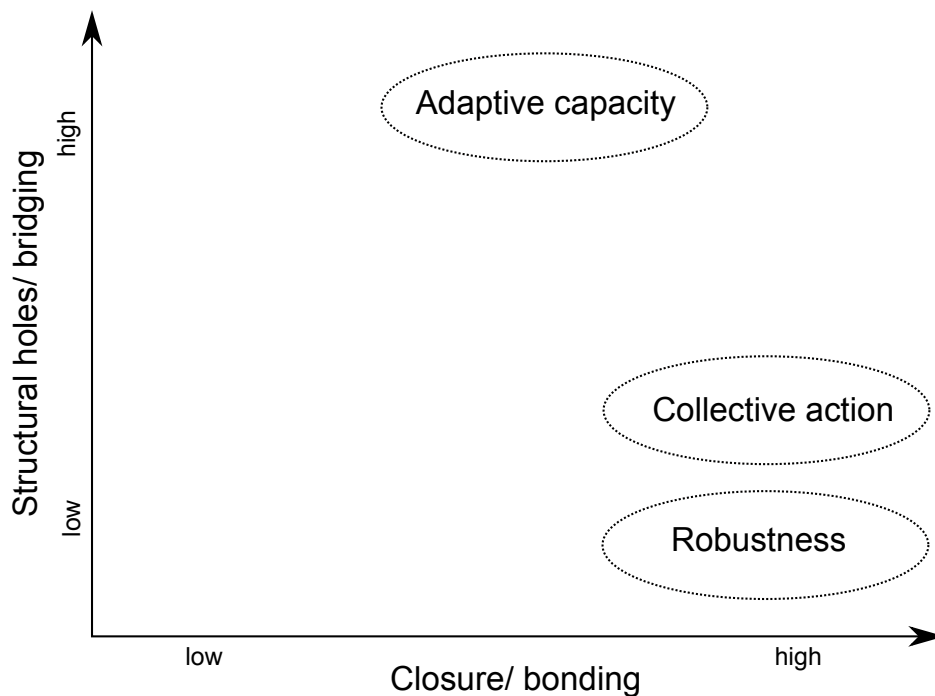 Adaptive capacity
high
Structural holes/ bridging
Collective action
low
Robustness
low
high
Closure/ bonding